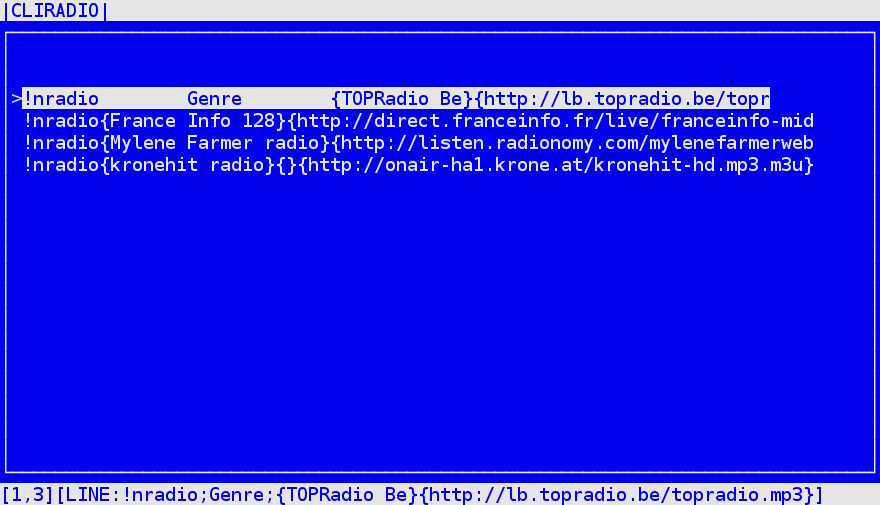 |CLIRADIO|
>!nradio        Genre        {TOPRadio Be}{http://lb.topradio.be/topr
!nradio{France Info 128}{http://direct.franceinfo.fr/live/franceinfo-mid
!nradio{Mylene Farmer radio}{http://listen.radionomy.com/mylenefarmerweb
!nradio{kronehit radio}{}{http://onair-ha1.krone.at/kronehit-hd.mp3.m3u}
[1,3][LINE:!nradio;Genre;{TOPRadio Be}{http://lb.topradio.be/topradio.mp3}]